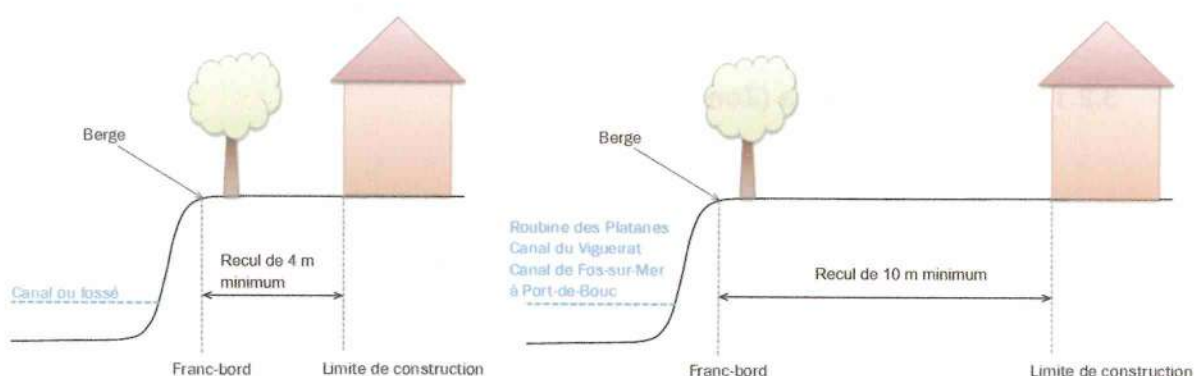 Berge
Recul de 4 m
minimum
Canal ou fossé
Franc-bord
Limite de construction
Berge
Roubine des Platanes
Canal du Vigueirat
Canal de Fos-sur-Mer
à Port-de-Bouc
Recul de 10 m minimum
Franc-bord
Limite de construction